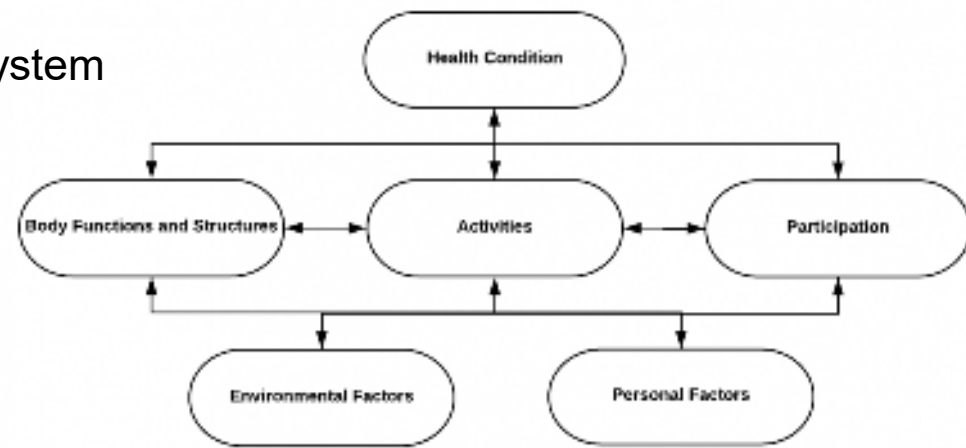 ystem
Health Condition
Body Functions and Structures
Activities
Participation
Environmental Factors
Personal Factors